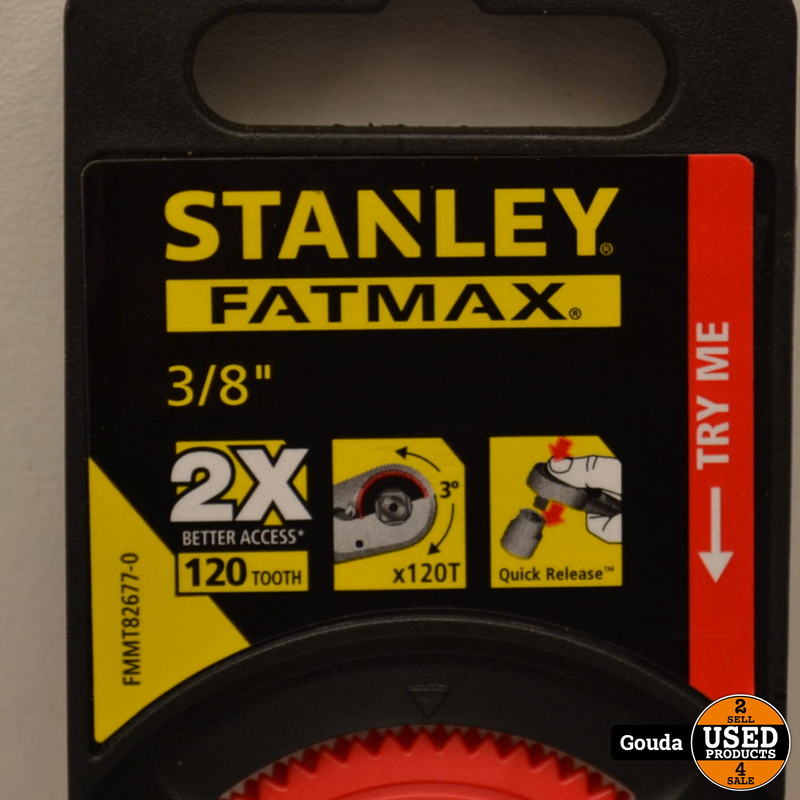 STANLEY®
FATMAX®
3/8"
2X
BETTER ACCESS*
120 TOOTH
3°
x120T
Quick Release™
FMMT82677-0
TRY ME
Gouda
2
SELL
USED
PRODUCTS
4
SALE
TM